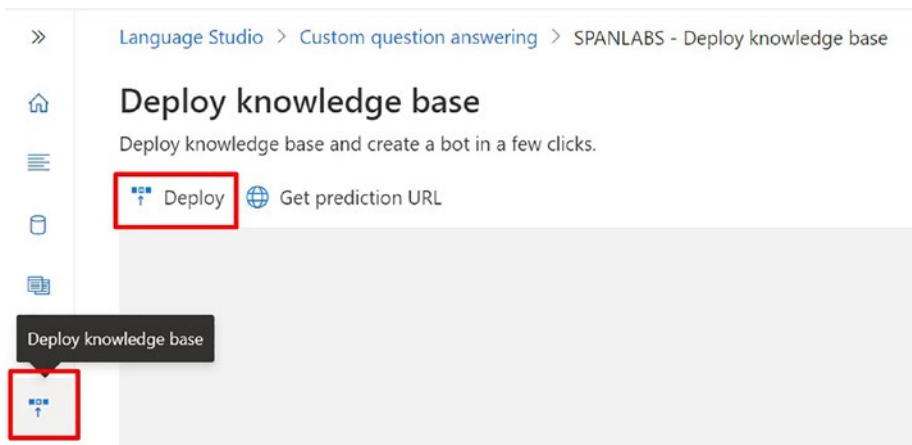 Language Studio > Custom question answering > SPANLABS - Deploy knowledge base
Deploy knowledge base
Deploy knowledge base and create a bot in a few clicks.
Deploy Get prediction URL
Deploy knowledge base